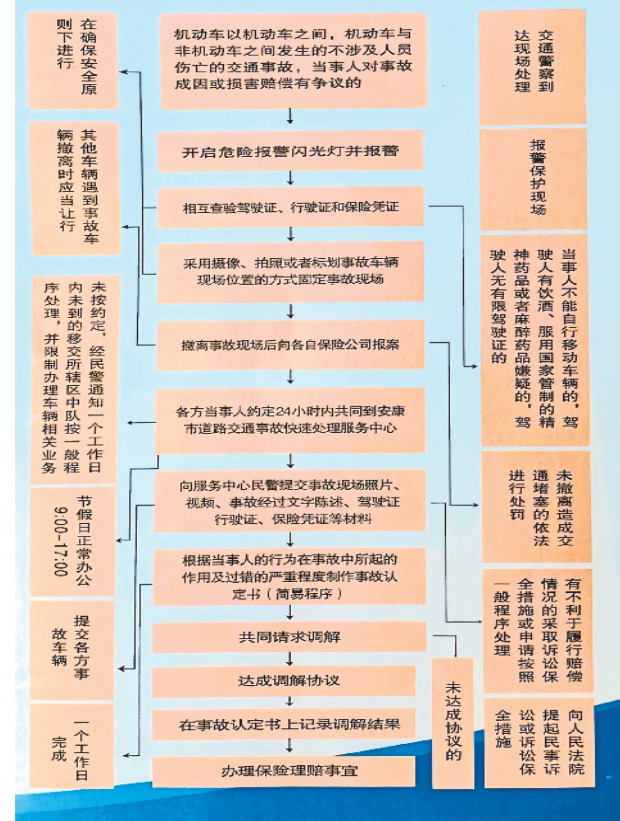 机动车以机动车之间，机动车与
非机动车之间发生的不涉及人员
伤亡的交通事故，当事人对事故
成因或损害赔偿有争议的
开启危险报警闪光灯并报警
相互查验驾驶证、行驶证和保险凭证
采用摄像、拍照或者标划事故车辆
现场位置的方式固定事故现场
撤离事故现场后向各自保险公司报案
各方当事人约定24小时内共同到安康
市道路交通事故快速处理服务中心
向服务中心民警提交事故现场照片、
视频、事故经过文字陈述、驾驶证
行驶证、保险凭证等材料
根据当事人的行为在事故中所起的
作用及过错的严重程度制作事故认
定书（简易程序）
共同请求调解
达成调解协议
在事故认定书上记录调解结果
办理保险理赔事宜
在确保安全原
则下进行
其他车辆遇到事故车
辆撤离时应当让行
未按约定，经民警通知一个工作日
内未到的移交所辖区中队按一般程
序处理，并限制办理车辆相关业务
节假日正常办公
9:00-17:00
提交各方事
故车辆
一个工作日
完成
交通警察到
达现场处理
报警保护现场
当事人不能自行移动车辆的，驾
驶人有饮酒、服用国家管制的精
神药品或者麻醉药品嫌疑的，驾
驶人无有限驾驶证的
未撤离造成交
通堵塞的依法
进行处罚
有不利于履行赔偿
情况的采取诉讼保
全措施或申请按照
一般程序处理
未达成协议的
向人民法院
提起民事诉
讼或诉讼保
全措施